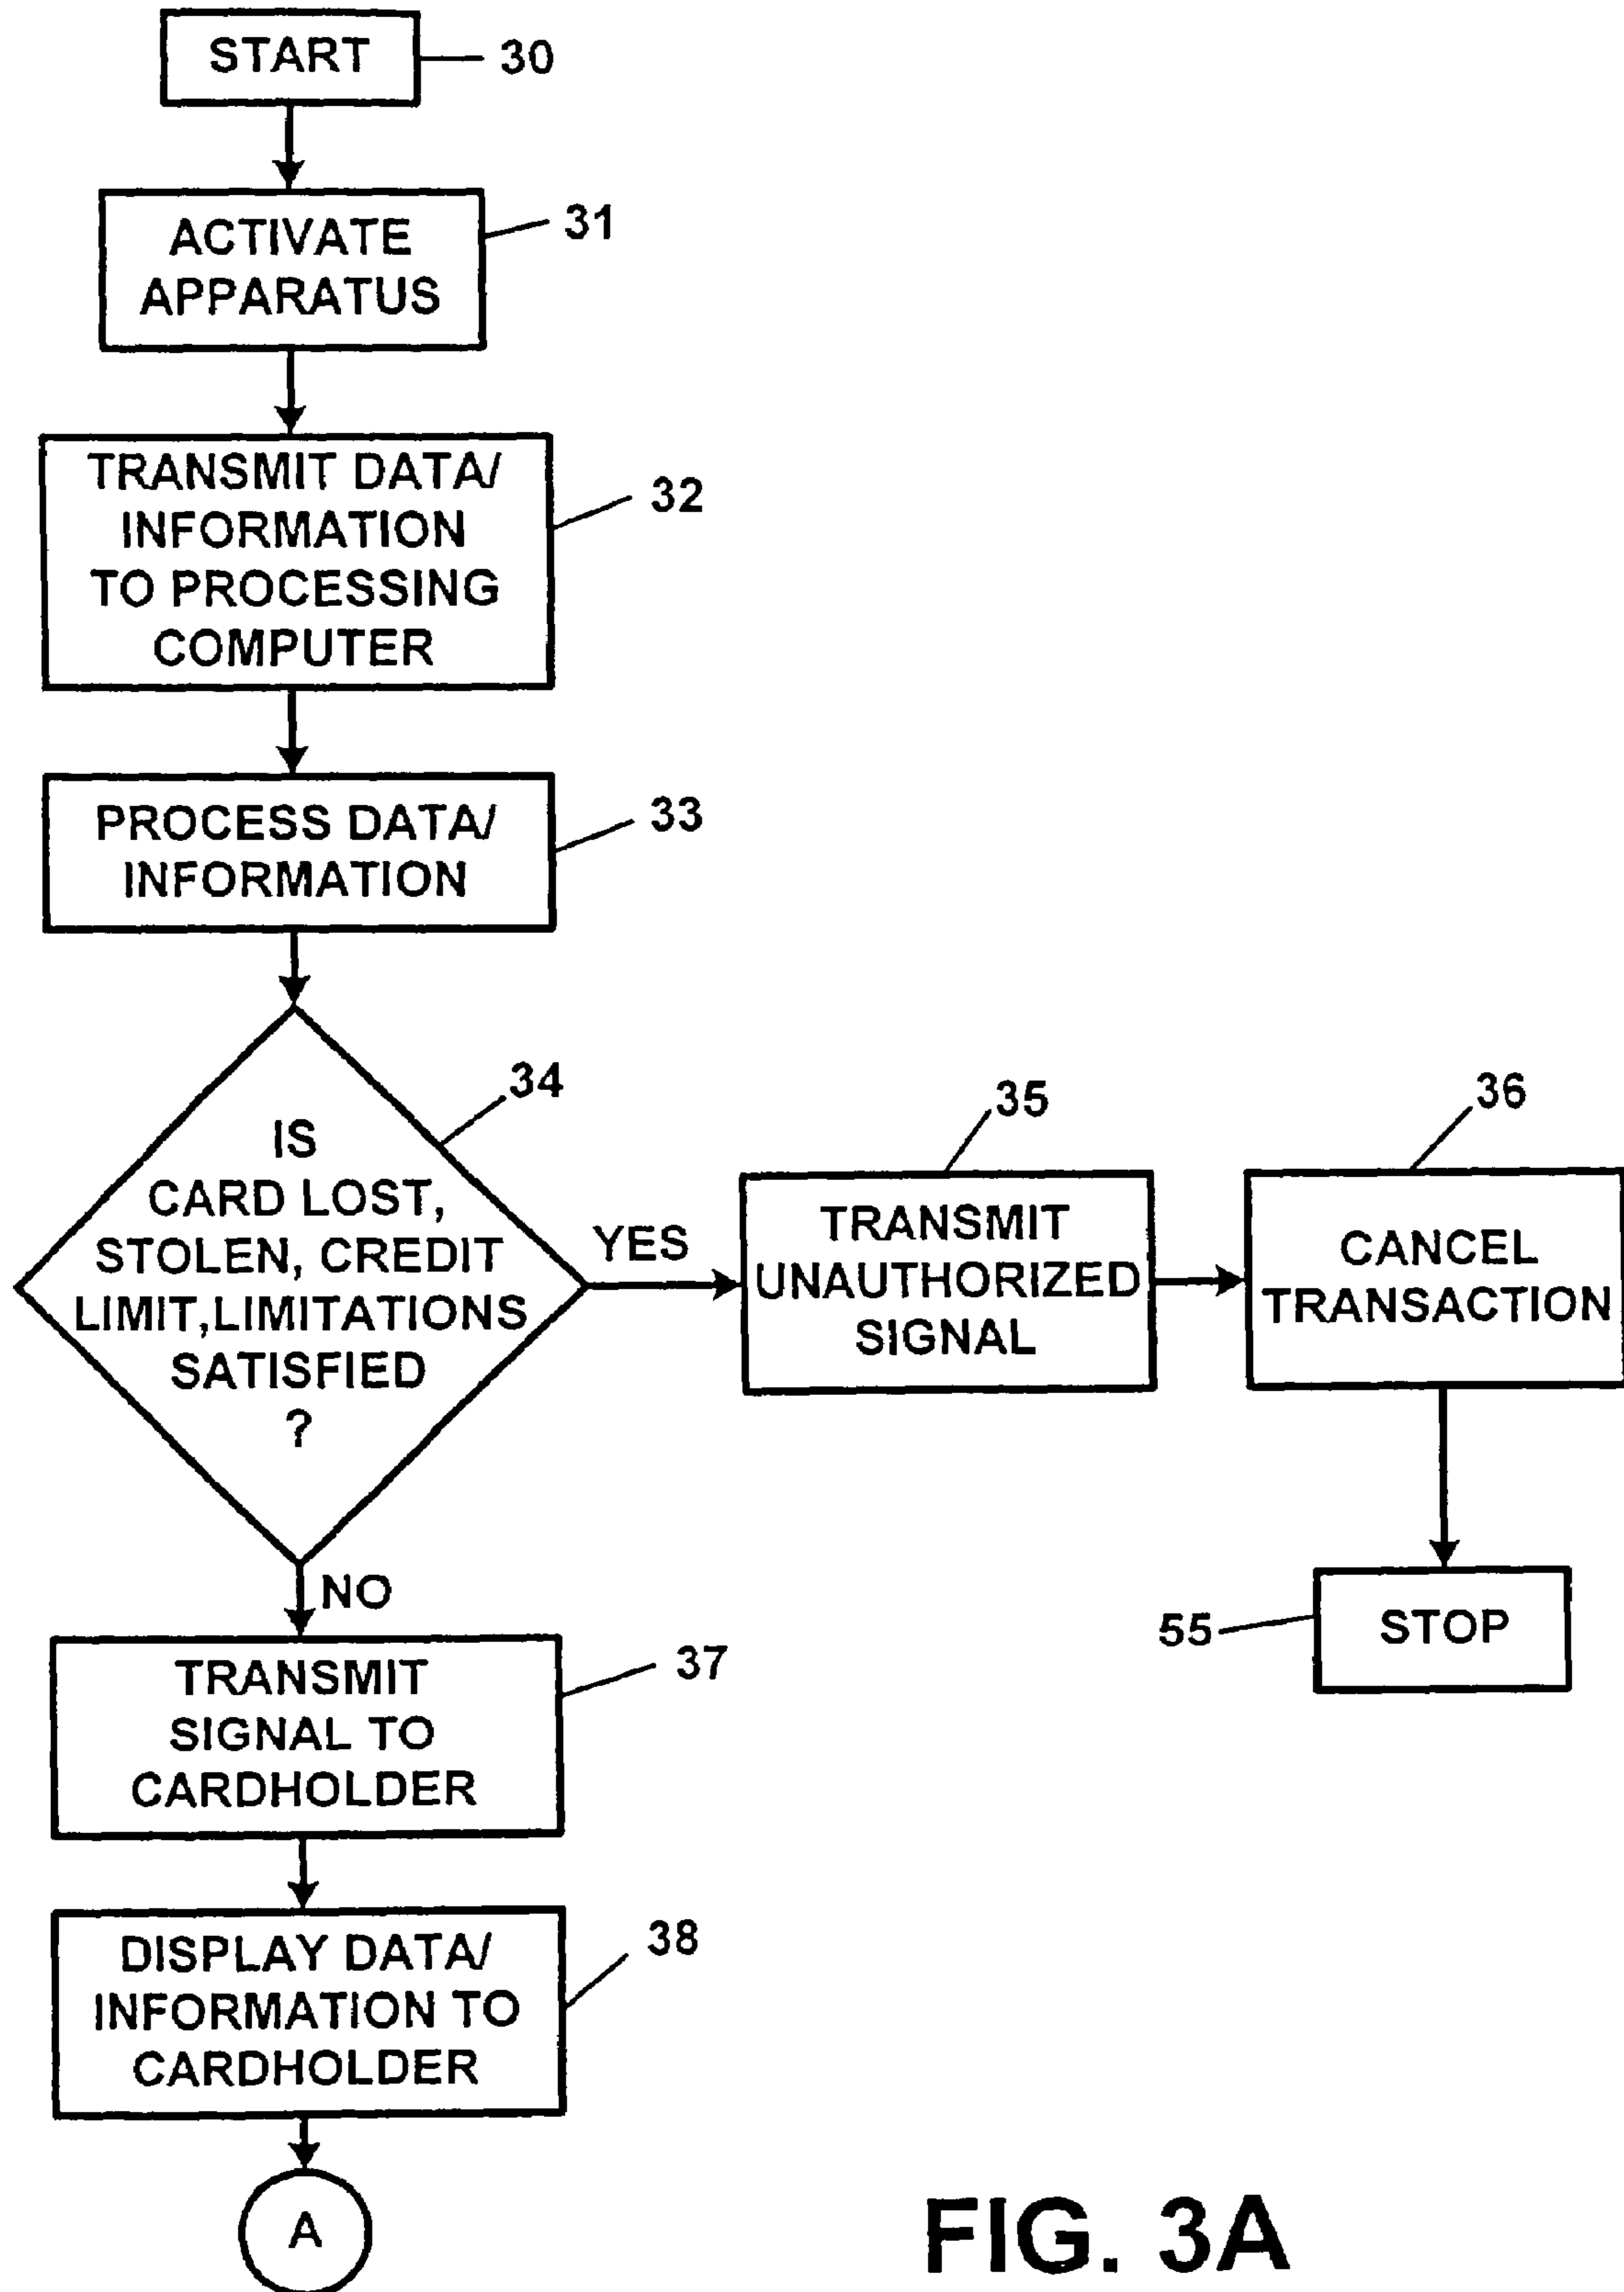 START
30
ACTIVATE
APPARATUS
31
TRANSMIT DATA/
INFORMATION
TO PROCESSING
COMPUTER
32
PROCESS DATA/
INFORMATION
33
IS
CARD LOST,
STOLEN, CREDIT
LIMIT,LIMITATIONS
SATISFIED
?
34
YES
TRANSMIT
UNAUTHORIZED
SIGNAL
35
CANCEL
TRANSACTION
36
STOP
55
NO
TRANSMIT
SIGNAL TO
CARDHOLDER
37
DISPLAY DATA/
INFORMATION TO
CARDHOLDER
38
A
FIG. 3A